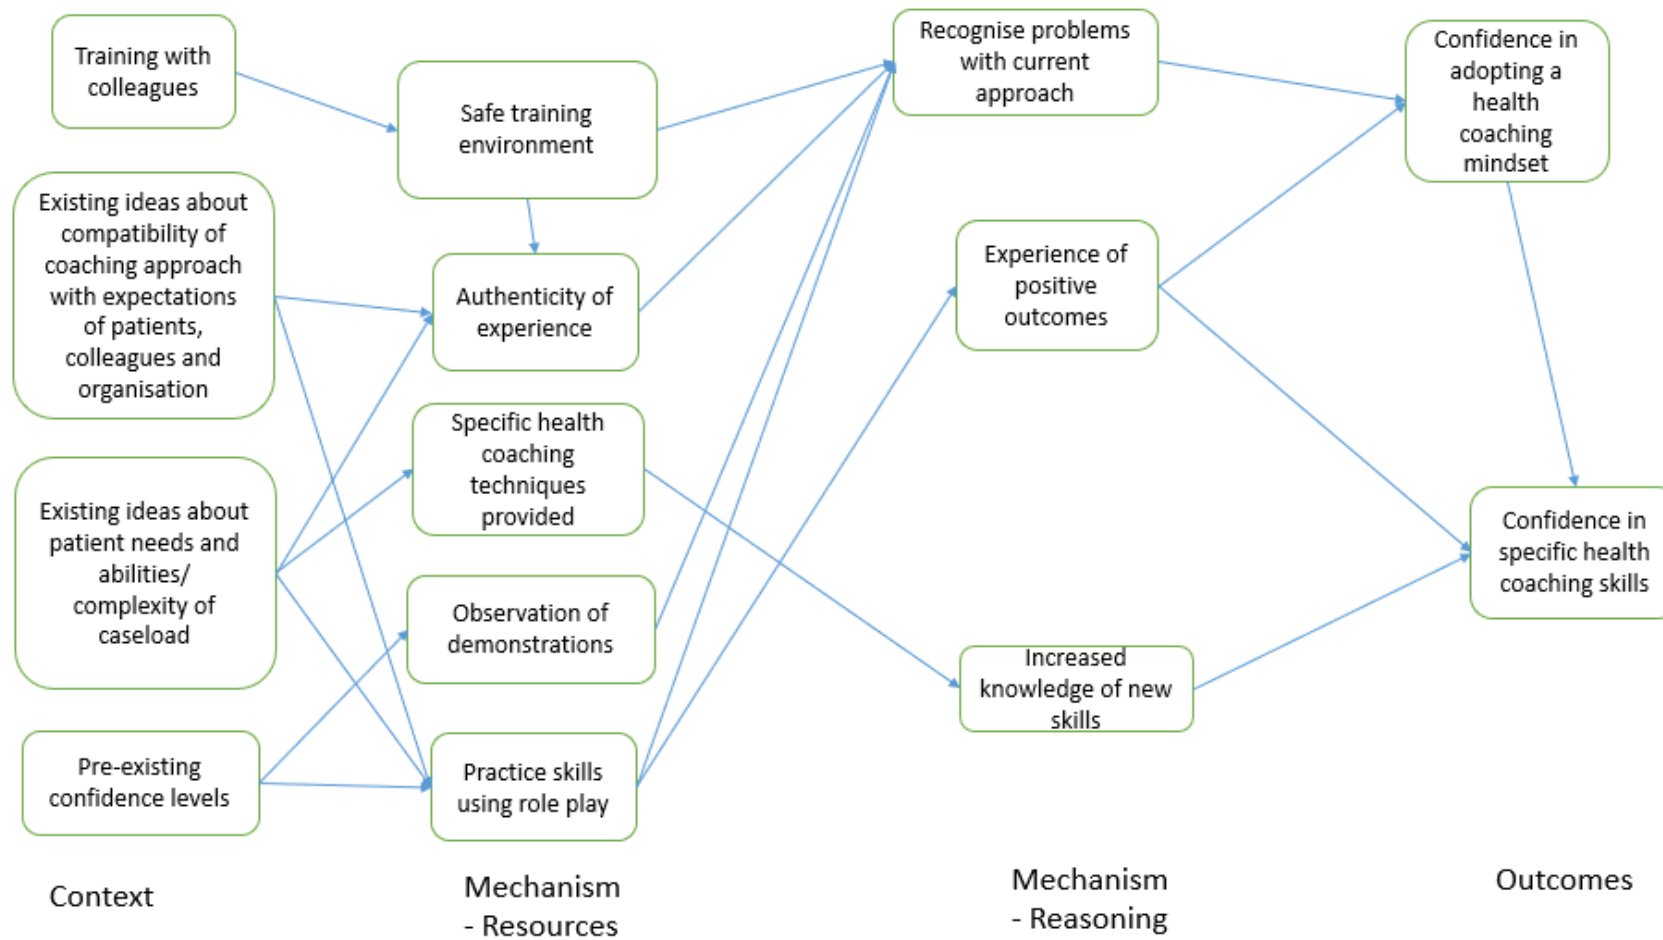 Training with
colleagues
Existing ideas about
compatibility of
coaching approach
with expectations
of patients,
colleagues and
organisation
Existing ideas about
patient needs and
abilities/
complexity of
caseload
Pre-existing
confidence levels
Context
Safe training
environment
Authenticity of
experience
Specific health
coaching
techniques
provided
Observation of
demonstrations
Practice skills
using role play
Mechanism
- Resources
Recognise problems
with current
approach
Experience of
positive
outcomes
Increased
knowledge of new
skills
Mechanism
- Reasoning
Confidence in
adopting a
health
coaching
mindset
Confidence in
specific health
coaching skills
Outcomes